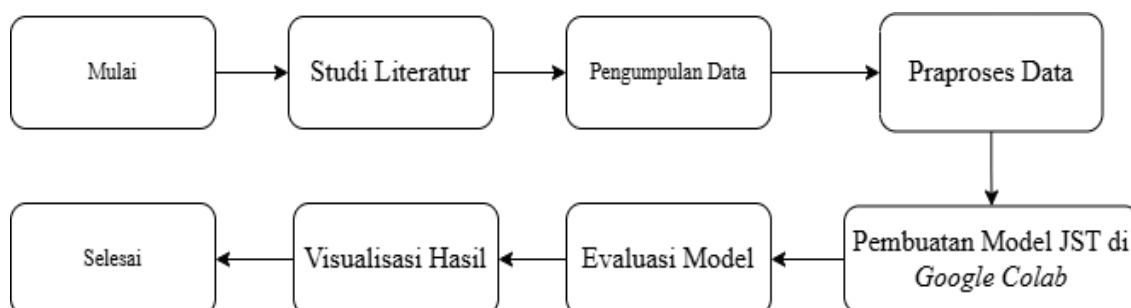 Mulai
Studi Literatur
Pengumpulan Data
Praproses Data
Pembuatan Model JST di
Google Colab
Evaluasi Model
Visualisasi Hasil
Selesai